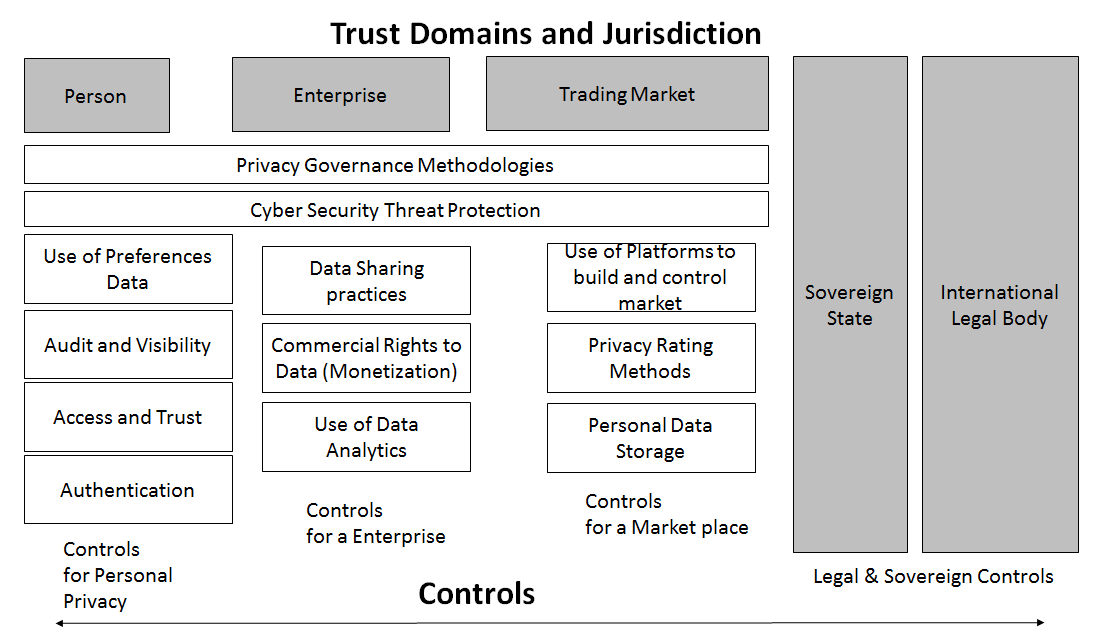 Trust Domains and Jurisdiction
Person
Enterprise
Trading Market
Privacy Governance Methodologies
Cyber Security Threat Protection
Use of Preferences
Data
Audit and Visibility
Access and Trust
Authentication
Controls
for Personal
Privacy
Data Sharing
practices
Commercial Rights to
Data (Monetization)
Use of Data
Analytics
Controls
for a Enterprise
Use of Platforms to
build and control
market
Privacy Rating
Methods
Personal Data
Storage
Controls
for a Market place
Sovereign
State
International
Legal Body
Legal & Sovereign Controls
Controls